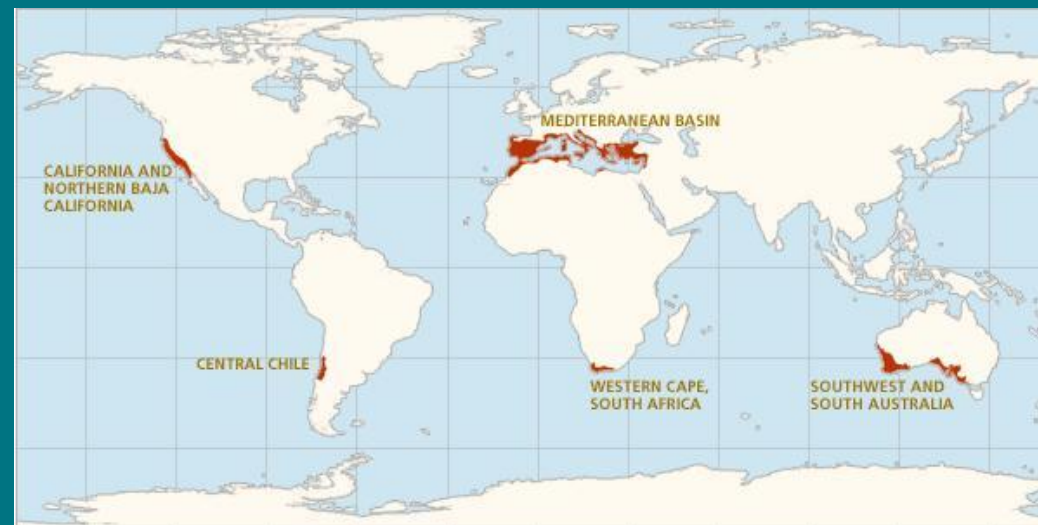 MEDITERRANEAN BASIN
CALIFORNIA AND
NORTHERN BAJA
CALIFORNIA
CENTRAL CHILE
WESTERN CAPE,
SOUTH AFRICA
SOUTHWEST AND
SOUTH AUSTRALIA